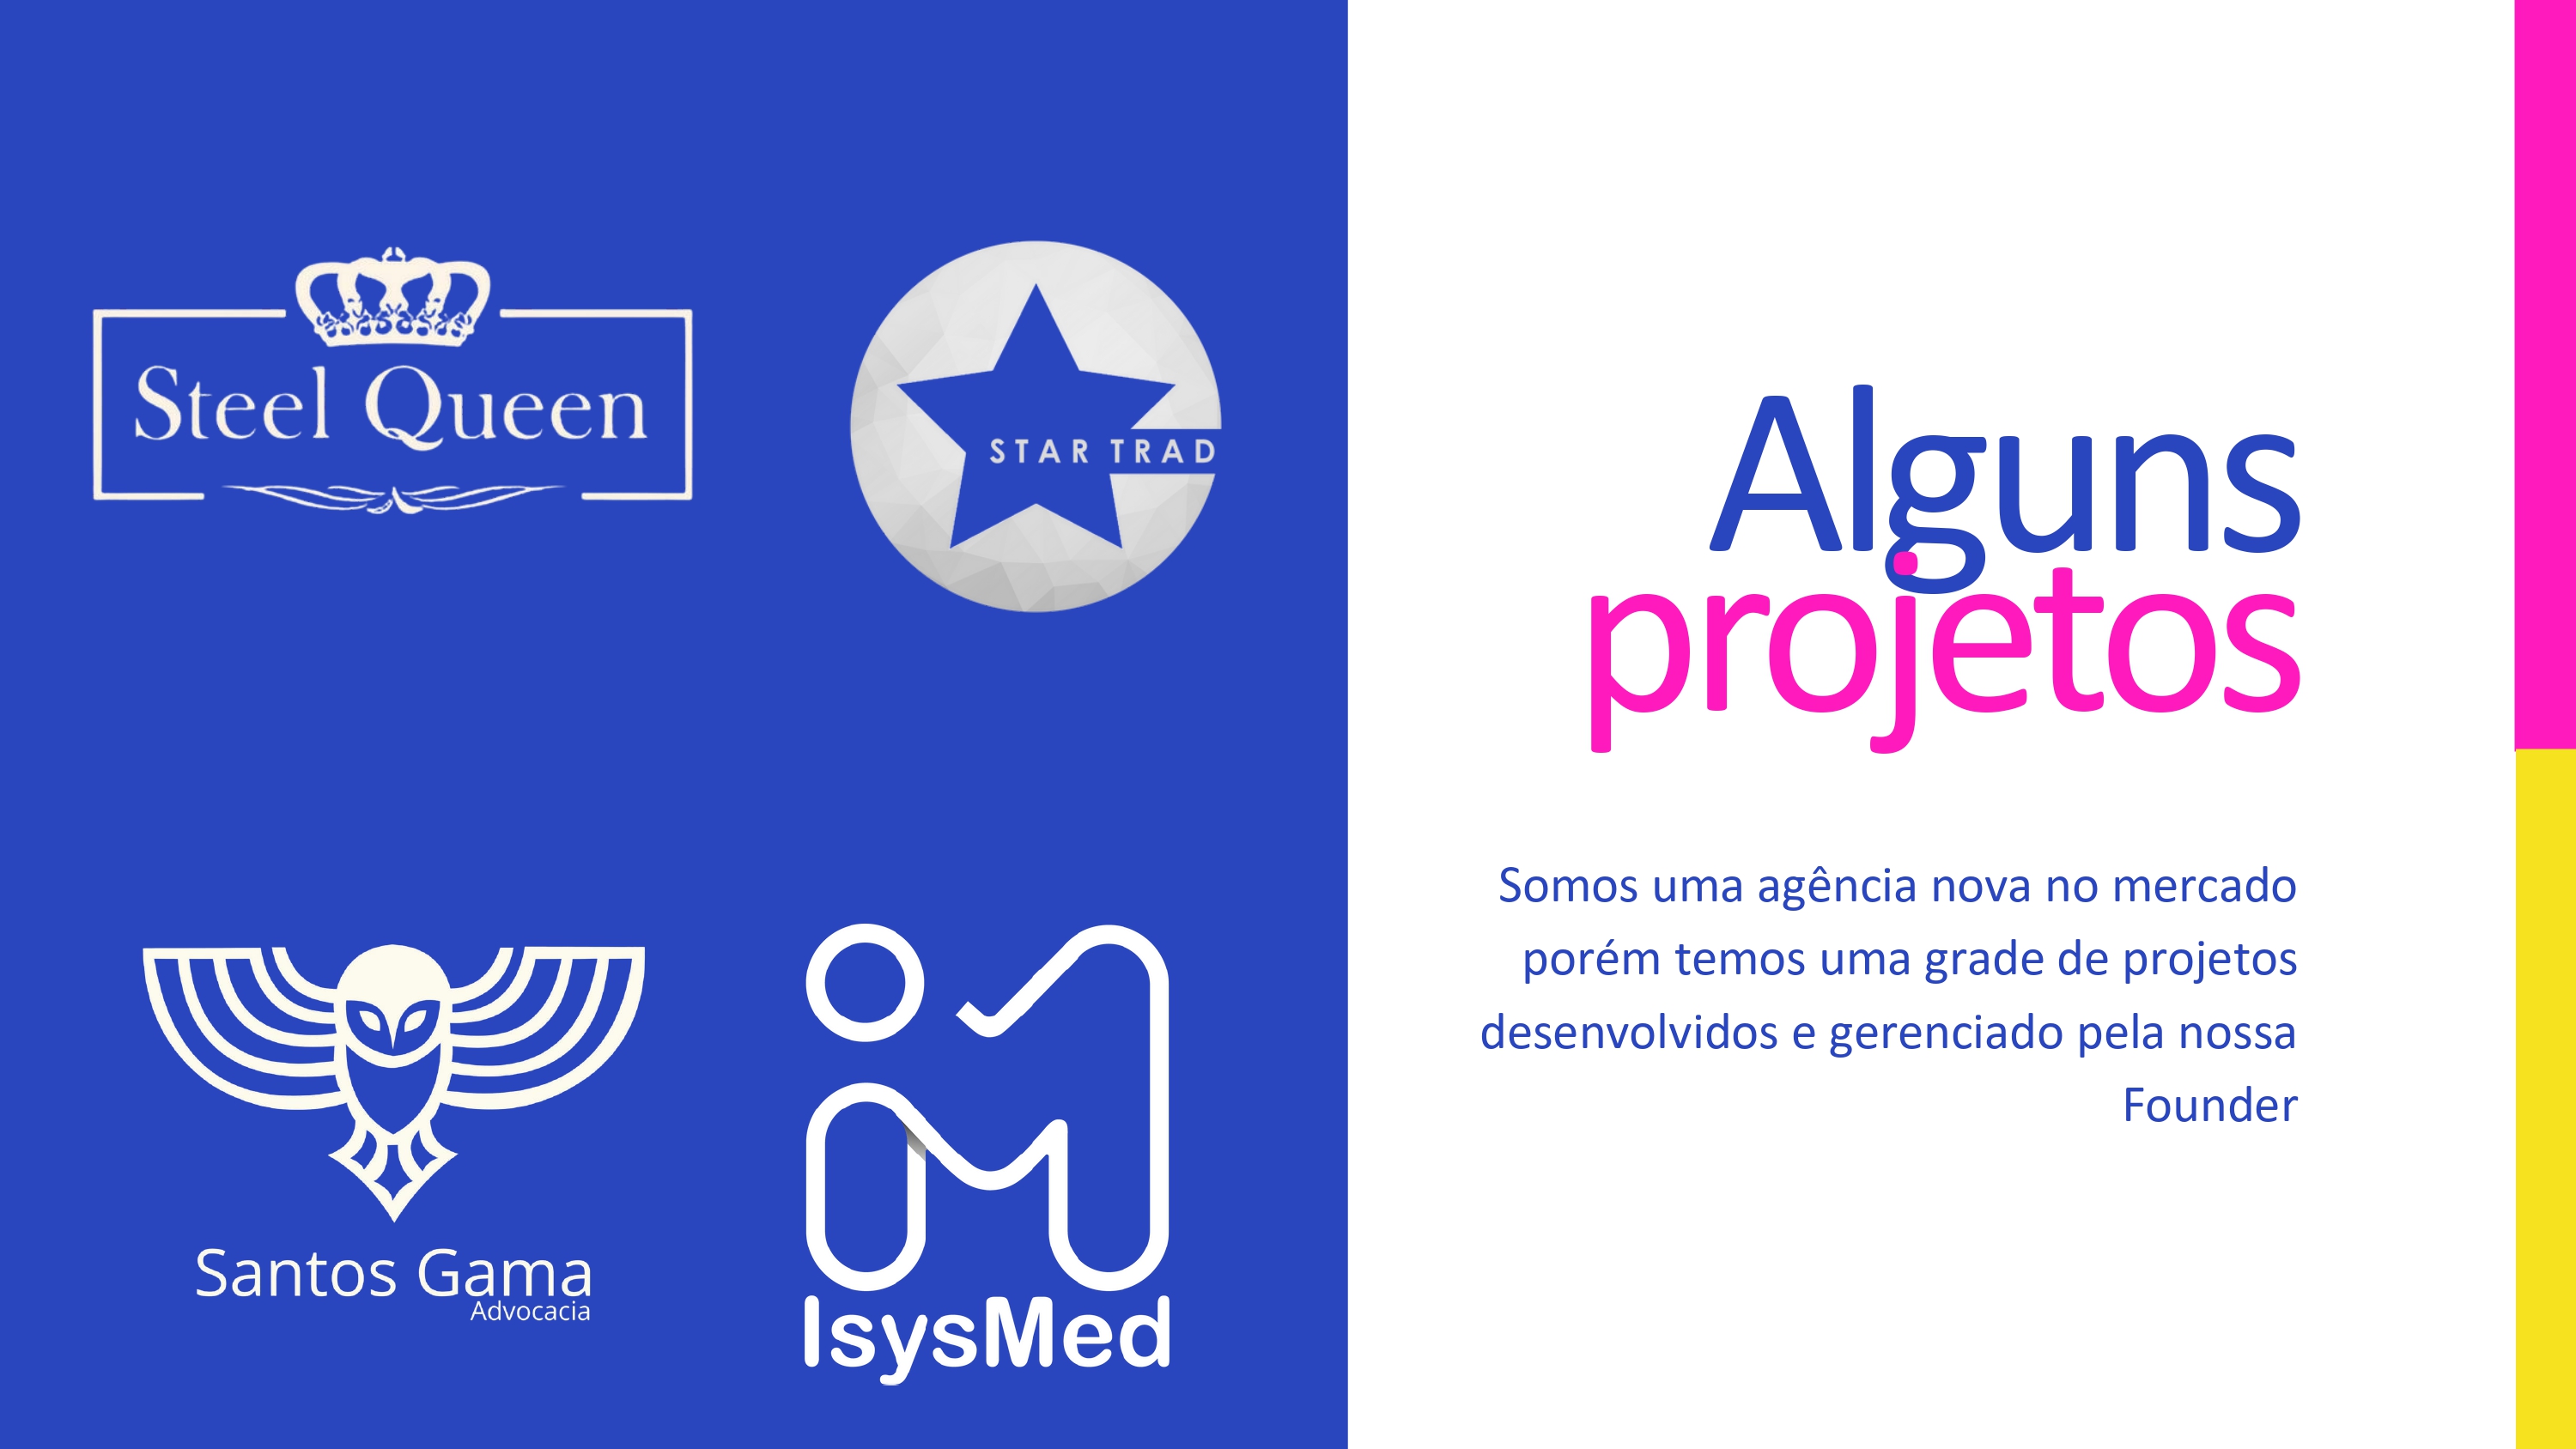 Steel Queen
STAR TRAD
Santos Gama
Advocacia
IsysMed
Alguns
projetos
Somos uma agência nova no mercado
porém temos uma grade de projetos
desenvolvidos e gerenciado pela nossa
Founder